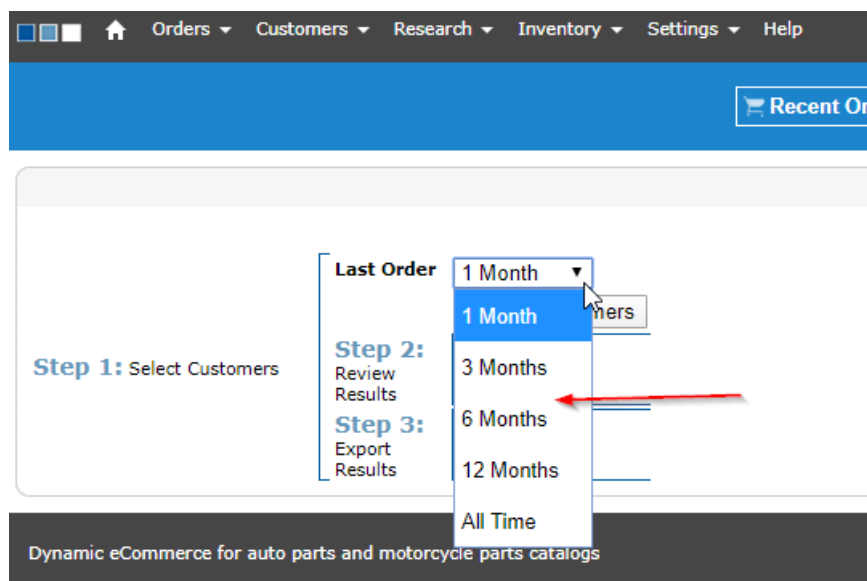 Orders Customers Research Inventory Settings Help
Recent Or
Last Order 1 Month
1 Month mers
Step 1: Select Customers
Step 2:
Review
Results
3 Months
Step 3:
Export
Results
6 Months
12 Months
All Time
Dynamic eCommerce for auto parts and motorcycle parts catalogs